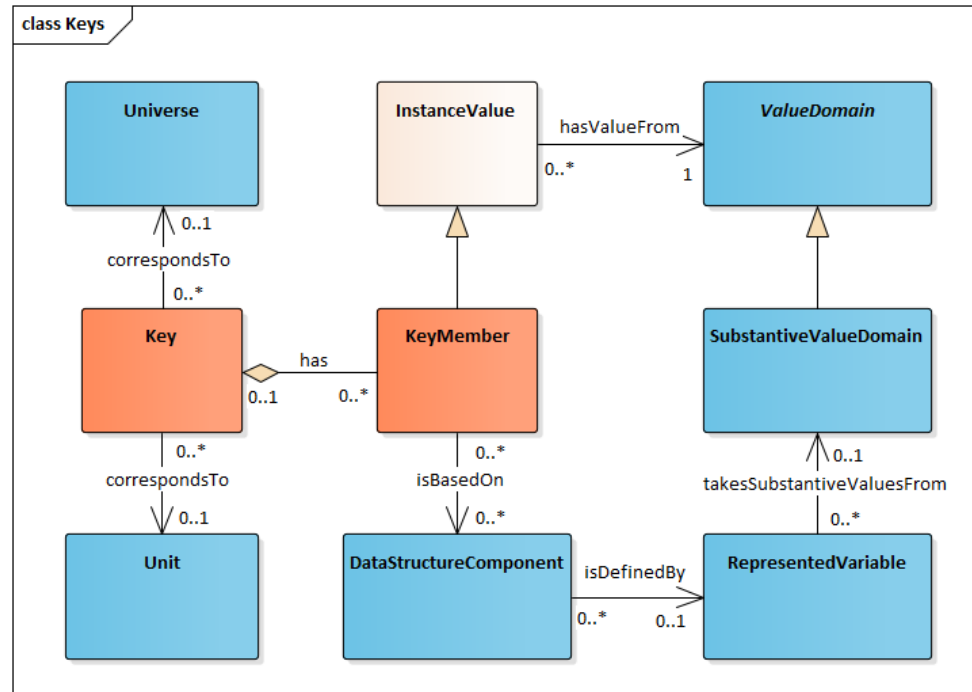 class Keys
Universe
InstanceValue
ValueDomain
hasValueFrom
0..*
1
0..1
correspondsTo
0..*
Key
KeyMember
SubstantiveValueDomain
has
0..1
0..*
0..*
correspondsTo
0..1
0..*
isBasedOn
0..*
0..1
takesSubstantiveValuesFrom
0..*
Unit
DataStructureComponent
RepresentedVariable
isDefinedBy
0..*
0..1